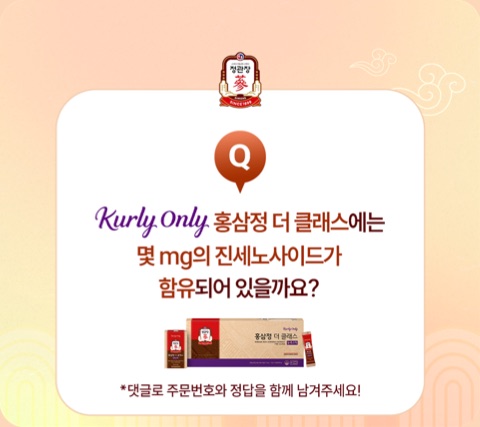 정관장
蔘
SINCE 1899
Q
Kurly Only 홍삼정 더 클래스에는
몇 mg의 진세노사이드가
함유되어 있을까요?
홍삼정 더 클래스
*댓글로 주문번호와 정답을 함께 남겨주세요!